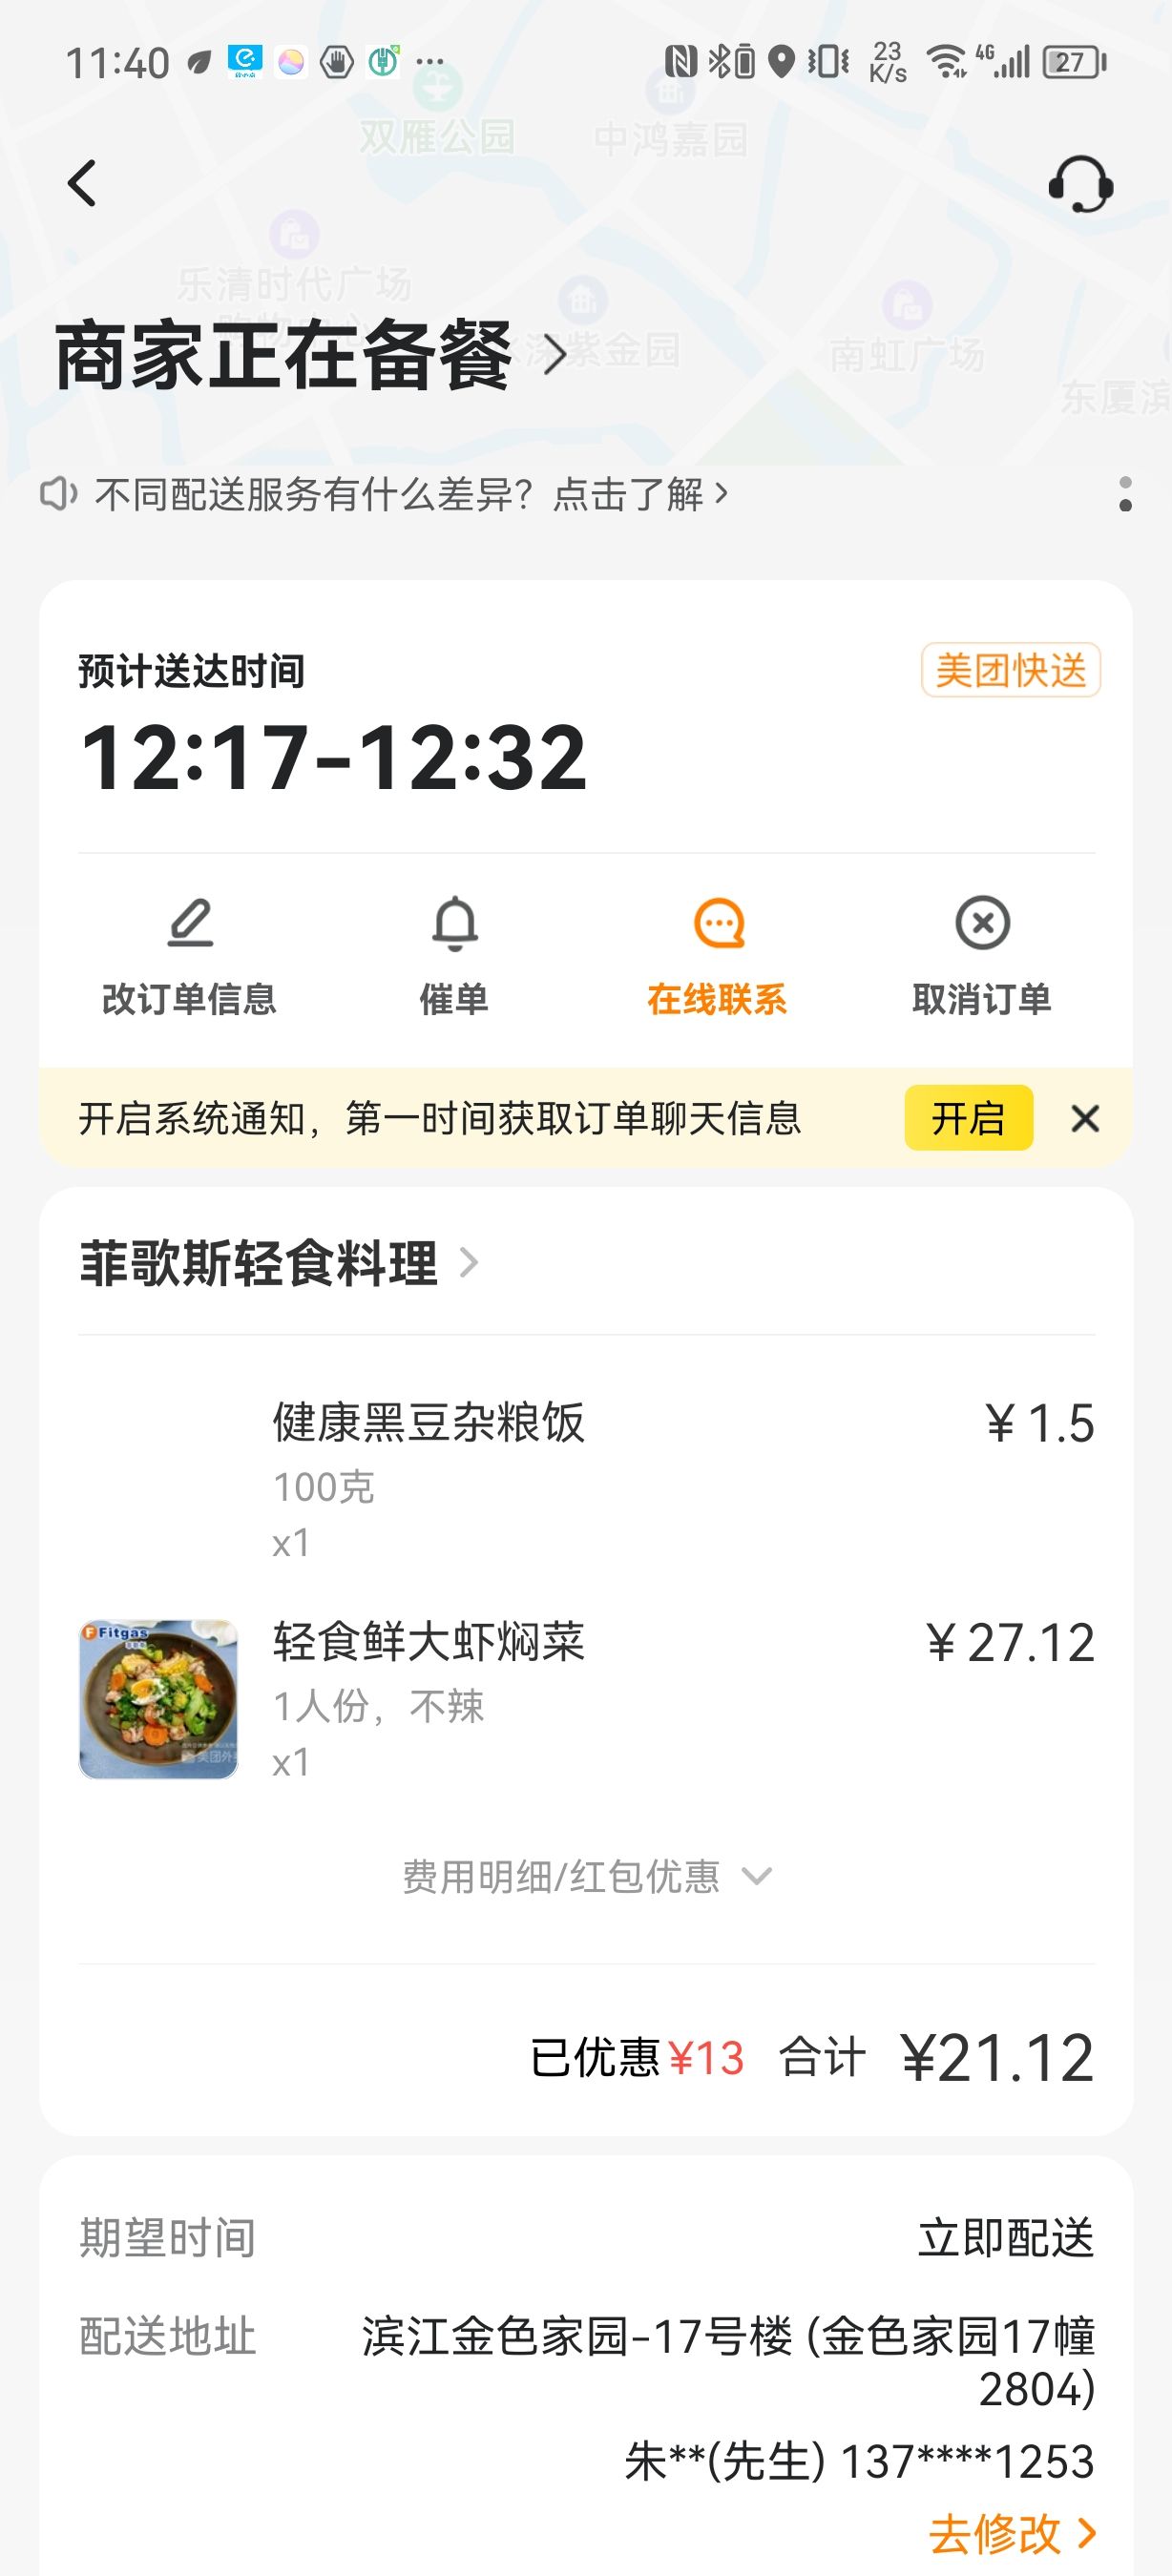 11:40
23
K/s
4G
27
双雁公园
中鸿嘉园
乐清时代广场
商家正在备餐
紫金园
南虹广场
东厦滨
不同配送服务有什么差异？点击了解
预计送达时间
美团快送
12:17-12:32
改订单信息
催单
在线联系
取消订单
开启系统通知，第一时间获取订单聊天信息
开启
菲歌斯轻食料理
健康黑豆杂粮饭
¥1.5
100克
x1
Fitgas
轻食鲜大虾焖菜
¥27.12
1人份，不辣
x1
费用明细/红包优惠
已优惠¥13 合计 ¥21.12
期望时间
立即配送
配送地址
滨江金色家园-17号楼 (金色家园17幢
2804)
朱**(先生) 137****1253
去修改